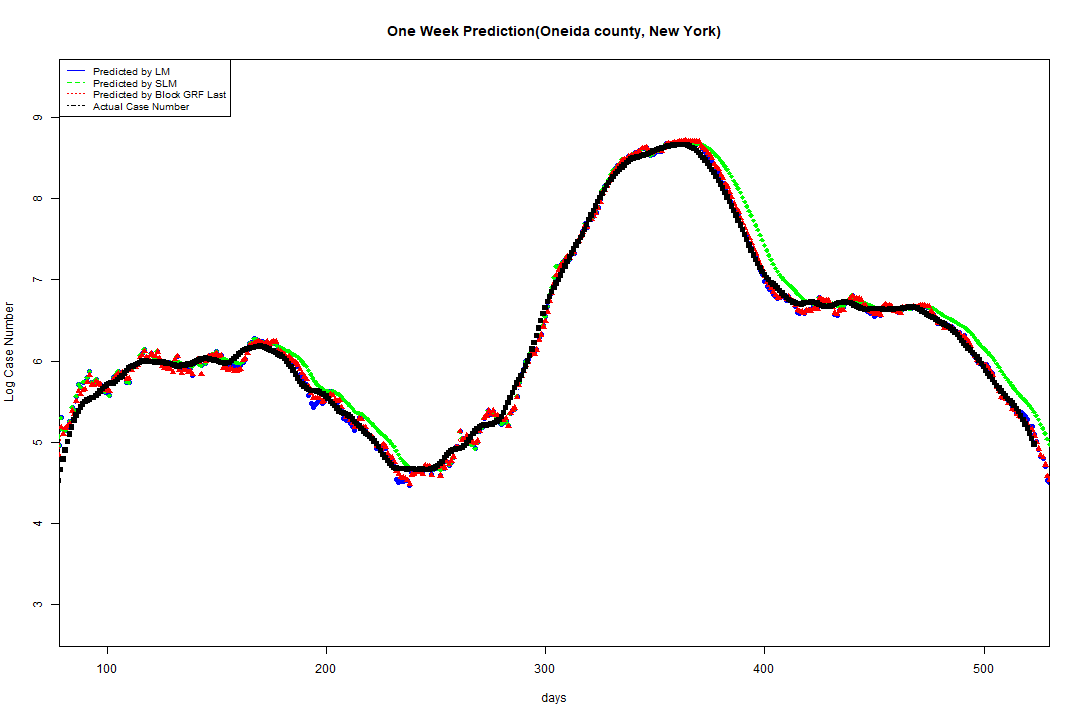 One Week Prediction(Oneida county, New York)
Predicted by LM
Predicted by SLM
Predicted by Block GRF Last
Actual Case Number
9
8
7
6
5
4
3
Log Case Number
100 200 300 400 500
days